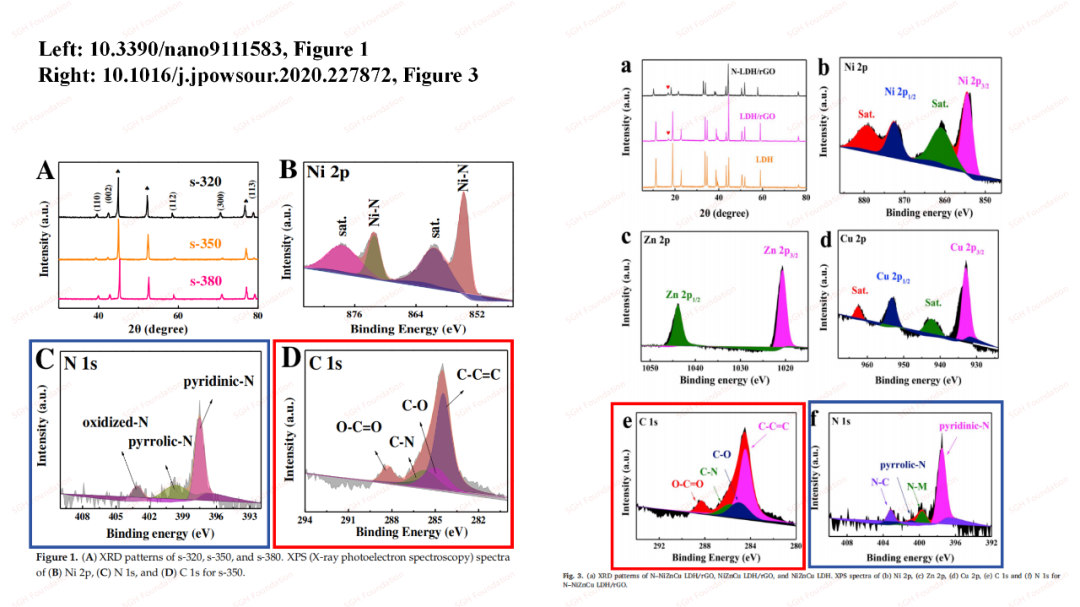 Left: 10.3390/nano9111583, Figure 1
Right: 10.1016/j.jpowsour.2020.227872, Figure 3
A
(110)
(002)
(112)
(300)
(113)
s-320
s-350
s-380
Intensity (a.u.)
40 60 80
2θ (degree)
B
Ni 2p
sat.
Ni-N
sat.
Ni-N
Intensity (a.u.)
876 864 852
Binding Energy (eV)
C
N 1s
pyridinic-N
oxidized-N
pyrrolic-N
Intensity (a.u.)
408 405 402 399 396 393
Binding Energy (eV)
D
C 1s
C-C=C
C-O
O-C=O
C-N
Intensity (a.u.)
294 291 288 285 282
Binding Energy (eV)
Figure 1. (A) XRD patterns of s-320, s-350, and s-380. XPS (X-ray photoelectron spectroscopy) spectra
of (B) Ni 2p, (C) N 1s, and (D) C 1s for s-350.
a
N-LDH/rGO
LDH/rGO
LDH
Intensity (a.u.)
20 40 60 80
2θ (degree)
b
Ni 2p
Ni 2p3/2
Ni 2p1/2
Sat.
Sat.
Intensity (a.u.)
880 870 860 850
Binding energy (eV)
c
Zn 2p
Zn 2p3/2
Zn 2p1/2
Intensity (a.u.)
1050 1040 1030 1020
Binding energy (eV)
d
Cu 2p
Cu 2p3/2
Cu 2p1/2
Sat.
Sat.
Intensity (a.u.)
960 950 940 930
Binding energy (eV)
e
C 1s
C-C=C
C-O
C-N
O-C=O
Intensity (a.u.)
292 288 284 280
Binding Energy (eV)
f
N 1s
pyridinic-N
pyrrolic-N
N-C
N-M
Intensity (a.u.)
408 404 400 396 392
Binding Energy (eV)
Fig. 3. (a) XRD patterns of N–NiZnCu LDH/rGO, NiZnCu LDH/rGO, and NiZnCu LDH. XPS spectra of (b) Ni 2p, (c) Zn 2p, (d) Cu 2p, (e) C 1s and (f) N 1s for
N–NiZnCu LDH/rGO.
SGH Foundation